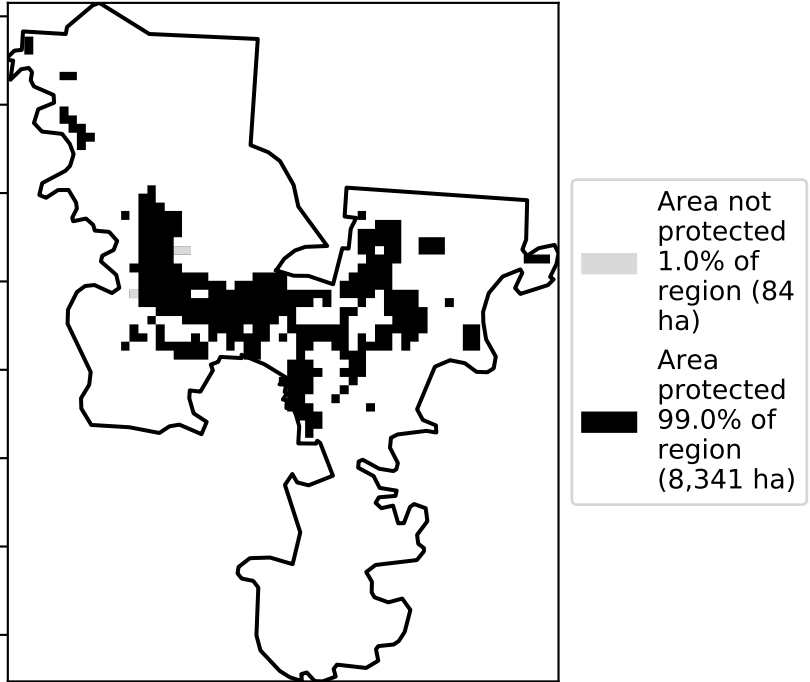 Area not
protected
1.0% of
region (84
ha)
Area
protected
99.0% of
region
(8,341 ha)